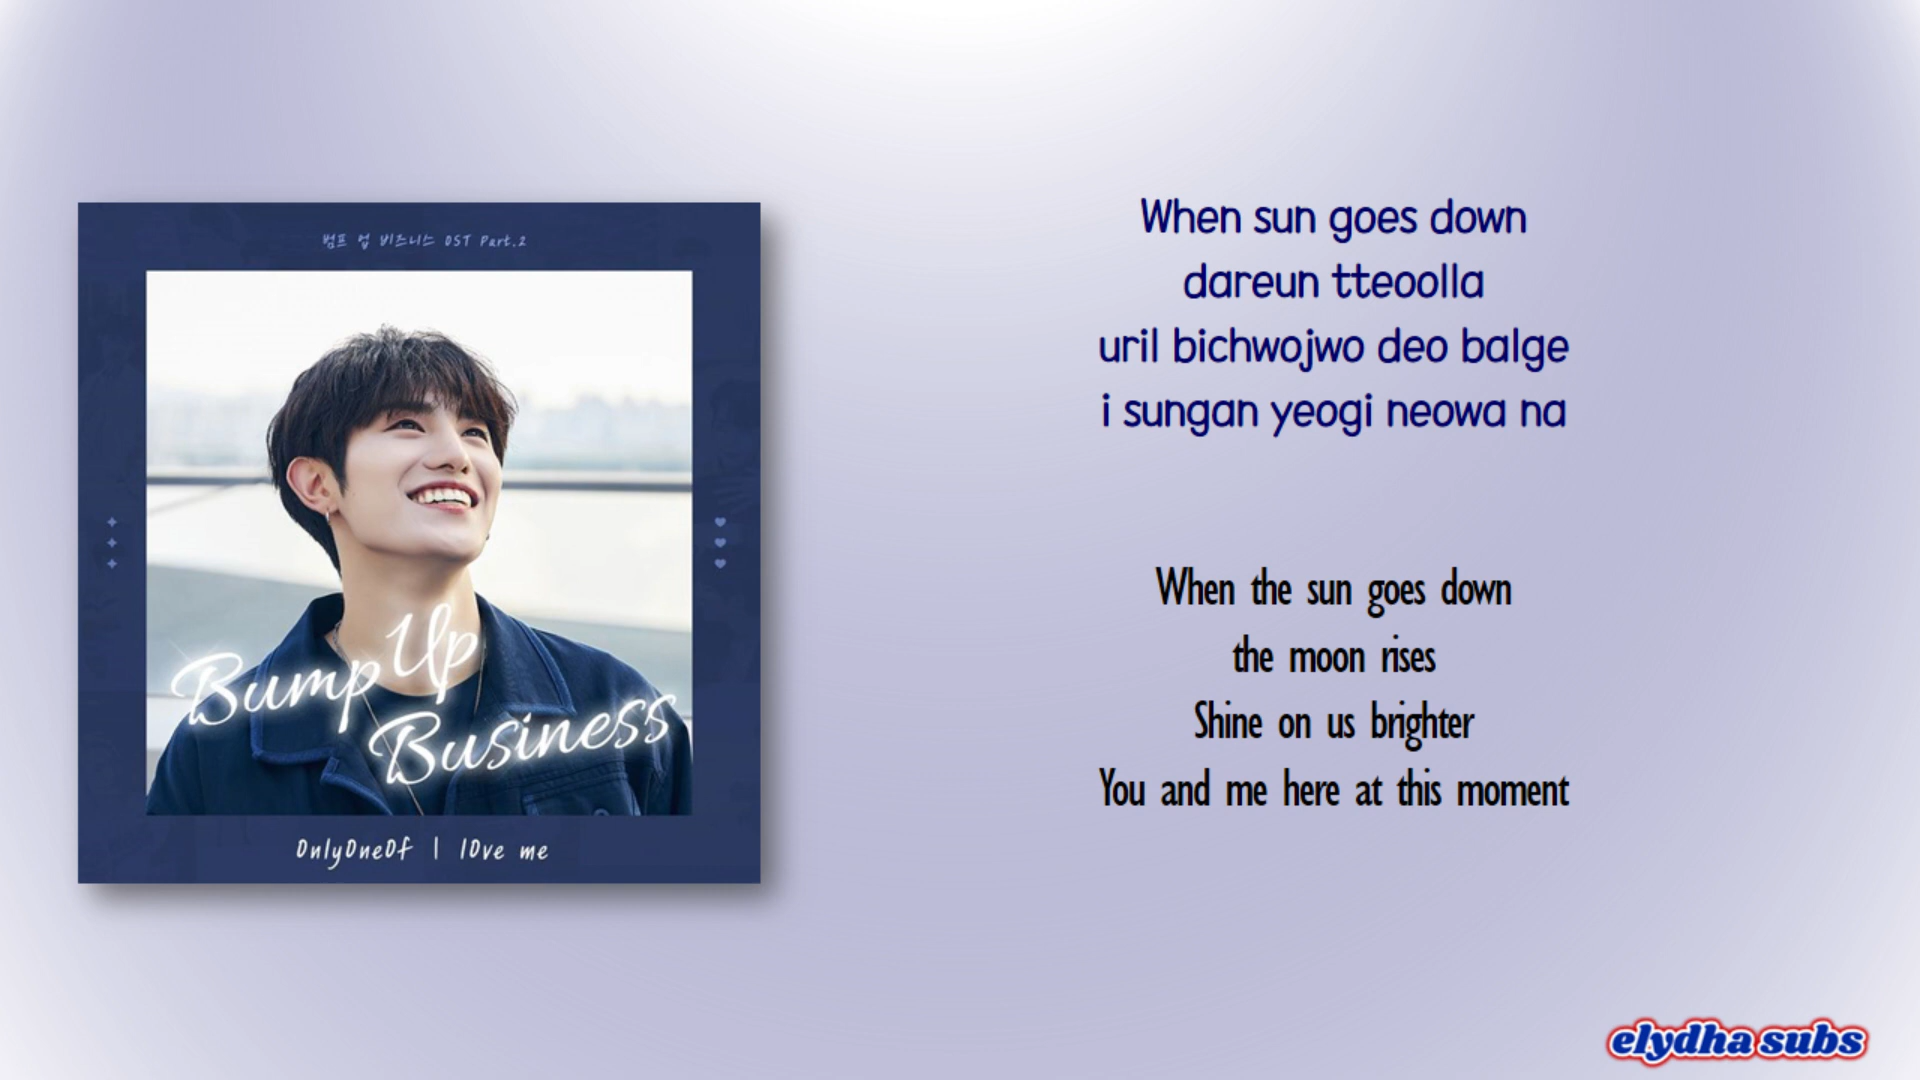 범프 업 비즈니스 OST Part.2
Bump Up
Business
OnlyOneOf | lOve me
When sun goes down
dareun tteoolla
uril bichwojwo deo balge
i sungan yeogi neowa na
When the sun goes down
the moon rises
Shine on us brighter
You and me here at this moment
elydha subs